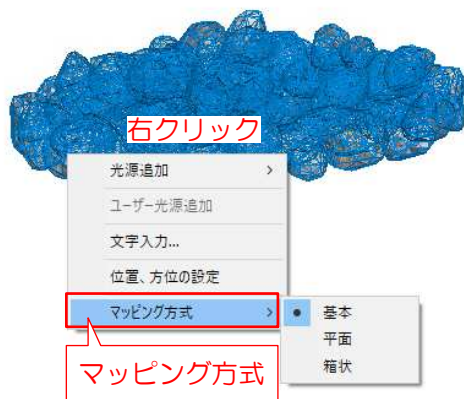 右クリック
光源追加
ユーザー光源追加
文字入力...
位置、方位の設定
マッピング方式
基本
平面
箱状
マッピング方式